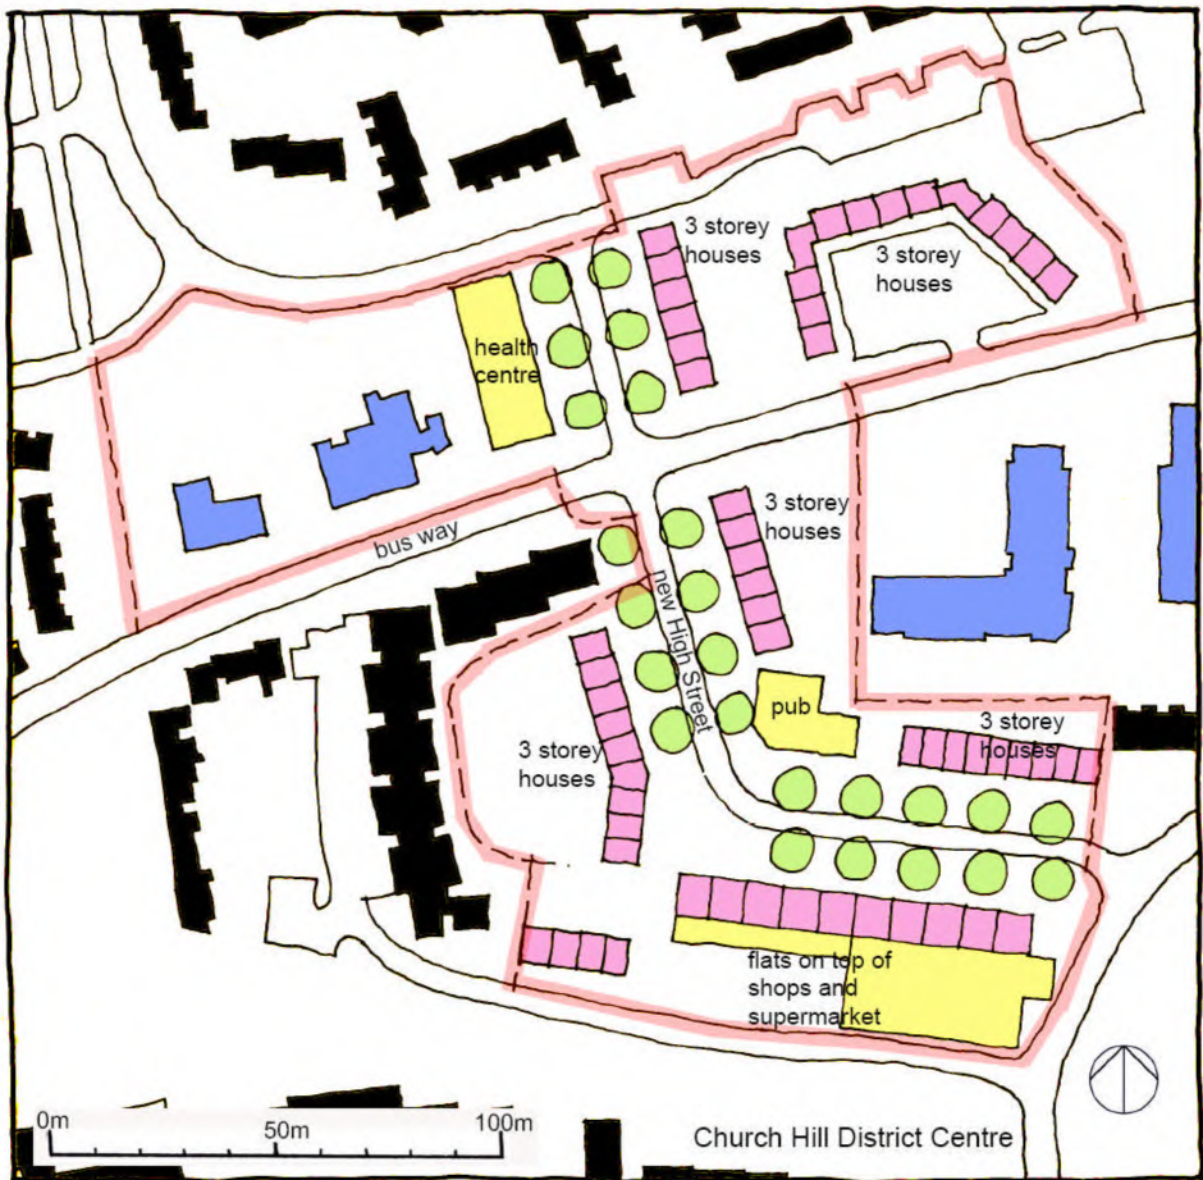 3 storey
houses
3 storey
houses
health
centre
3 storey
houses
bus way
new High Street
pub
3 storey
houses
3 storey
houses
flats on top of
shops and
supermarket
0m
50m
100m
Church Hill District Centre